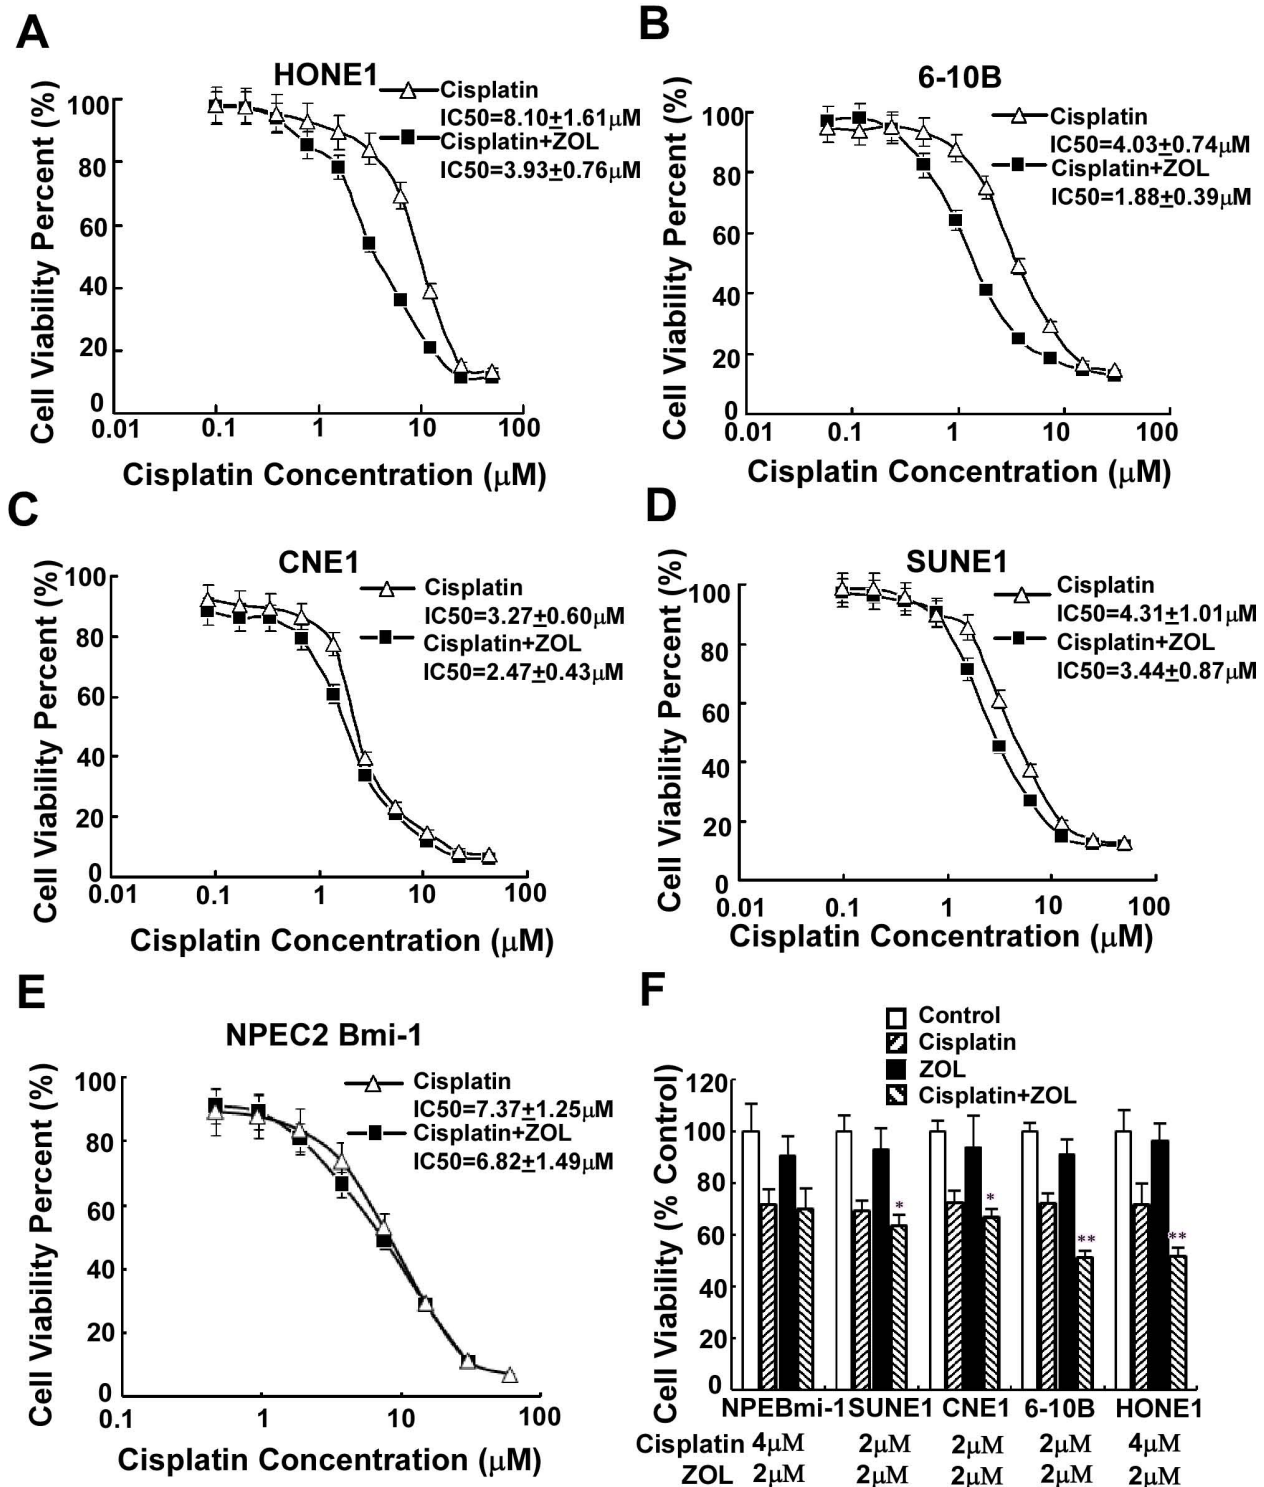 A
HONE1
Cisplatin
IC50=8.10±1.61μM
Cisplatin+ZOL
IC50=3.93±0.76μM
Cell Viability Percent (%)
100
80
60
40
20
0
0.01 0.1 1 10 100
Cisplatin Concentration (μM)
B
6-10B
Cisplatin
IC50=4.03±0.74μM
Cisplatin+ZOL
IC50=1.88±0.39μM
Cell Viability Percent (%)
100
80
60
40
20
0
0.01 0.1 1 10 100
Cisplatin Concentration (μM)
C
CNE1
Cisplatin
IC50=3.27±0.60μM
Cisplatin+ZOL
IC50=2.47±0.43μM
Cell Viability Percent (%)
100
80
60
40
20
0
0.01 0.1 1 10 100
Cisplatin Concentration (μM)
D
SUNE1
Cisplatin
IC50=4.31±1.01μM
Cisplatin+ZOL
IC50=3.44±0.87μM
Cell Viability Percent (%)
100
80
60
40
20
0
0.01 0.1 1 10 100
Cisplatin Concentration (μM)
E
NPEC2 Bmi-1
Cisplatin
IC50=7.37±1.25μM
Cisplatin+ZOL
IC50=6.82±1.49μM
Cell Viability Percent (%)
100
80
60
40
20
0
0.1 1 10 100
Cisplatin Concentration (μM)
F
Control
Cisplatin
ZOL
Cisplatin+ZOL
Cell Viability (% Control)
120
100
80
60
40
20
0
* * ** **
NPEBmi-1 SUNE1 CNE1 6-10B HONE1
Cisplatin 4μM 2μM 2μM 2μM 4μM
ZOL 2μM 2μM 2μM 2μM 2μM